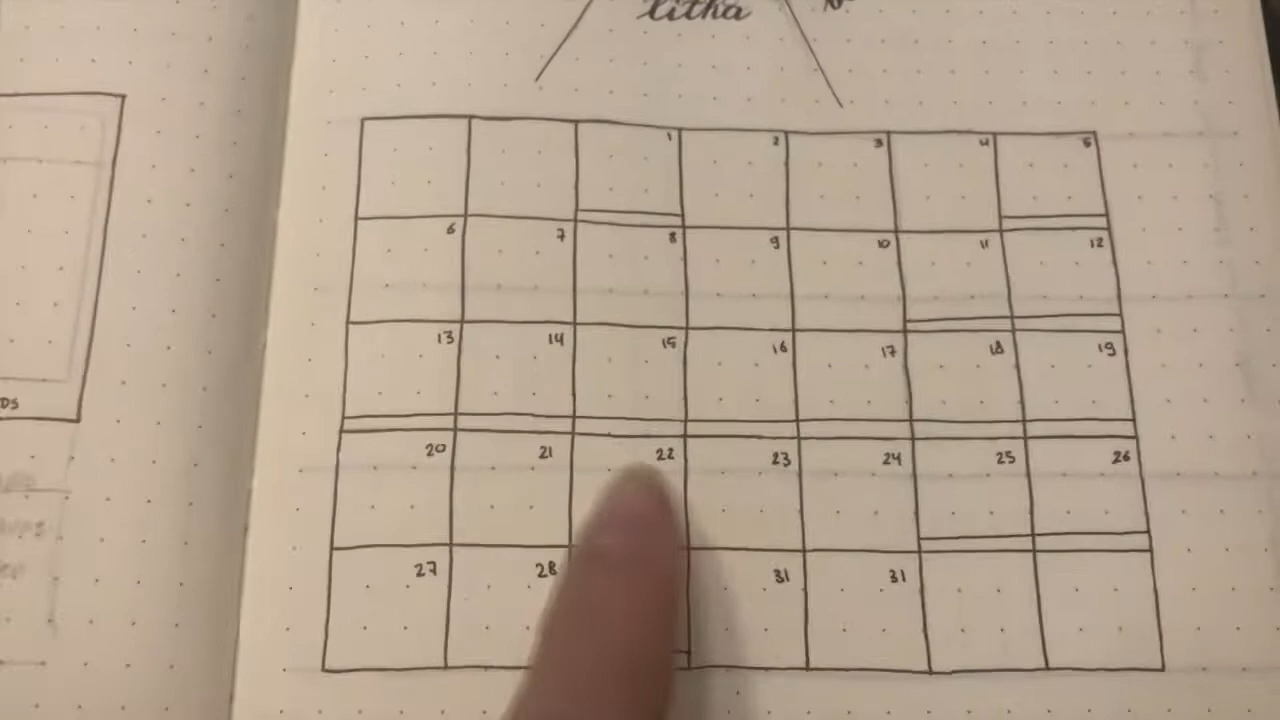 litha
1 2 3 4 5
6 7 8 9 10 11 12
13 14 15 16 17 18 19
20 21 22 23 24 25 26
27 28 31 31
DS